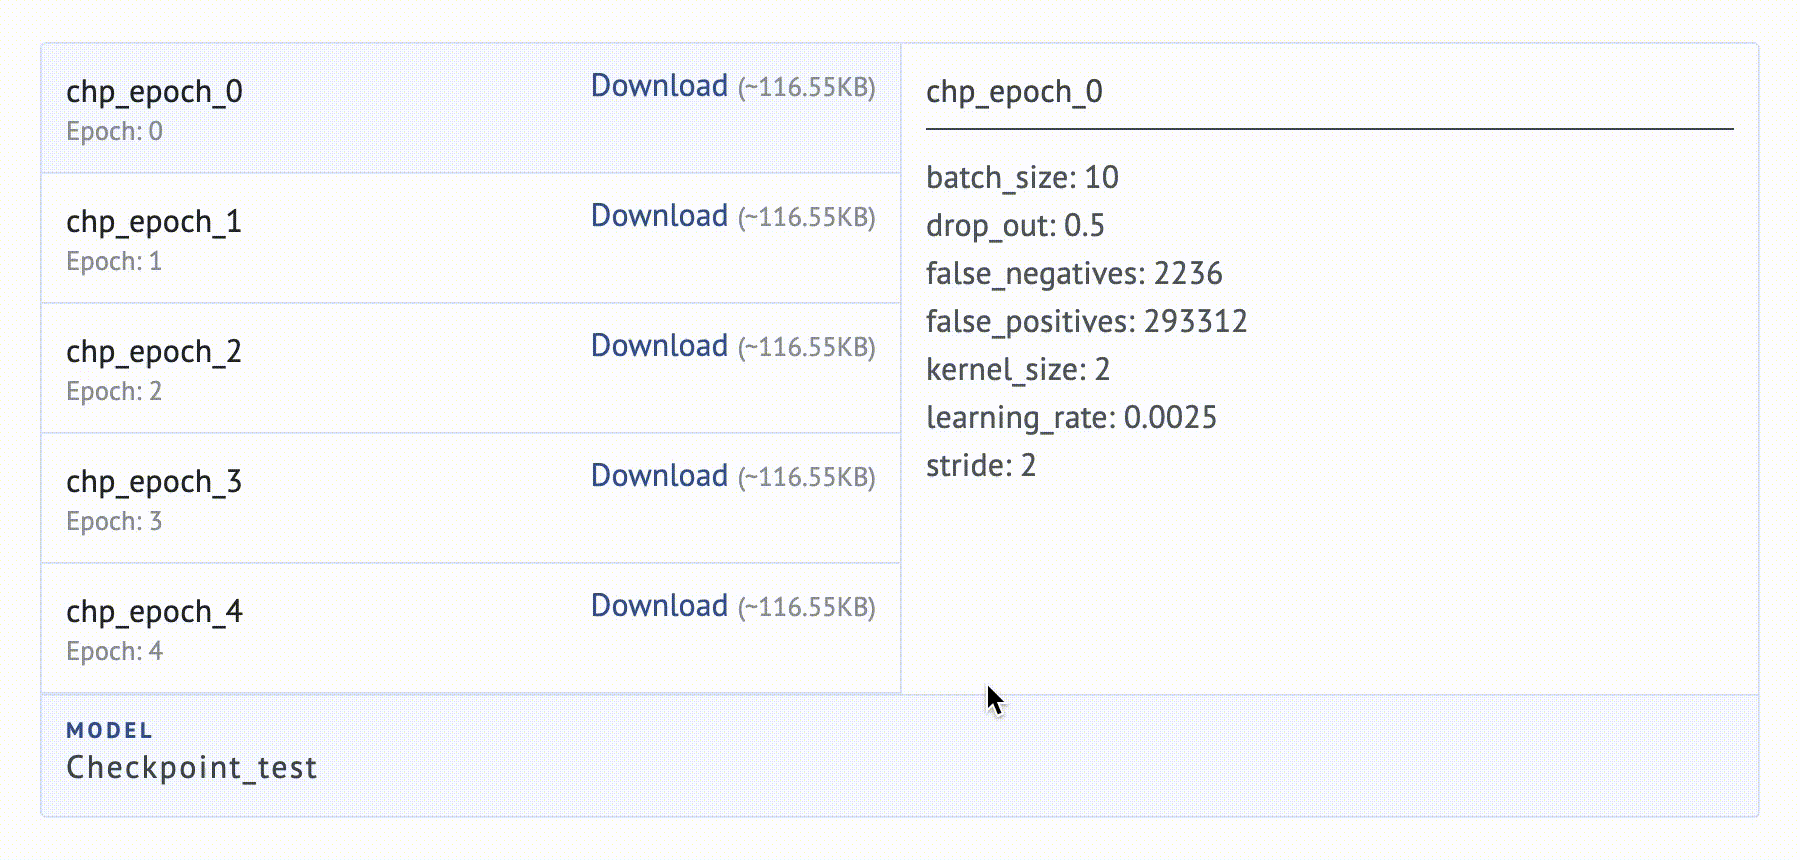 chp_epoch_0
Download (~116.55KB)
Epoch: 0
chp_epoch_1
Download (~116.55KB)
Epoch: 1
chp_epoch_2
Download (~116.55KB)
Epoch: 2
chp_epoch_3
Download (~116.55KB)
Epoch: 3
chp_epoch_4
Download (~116.55KB)
Epoch: 4
chp_epoch_0
batch_size: 10
drop_out: 0.5
false_negatives: 2236
false_positives: 293312
kernel_size: 2
learning_rate: 0.0025
stride: 2
MODEL
Checkpoint_test